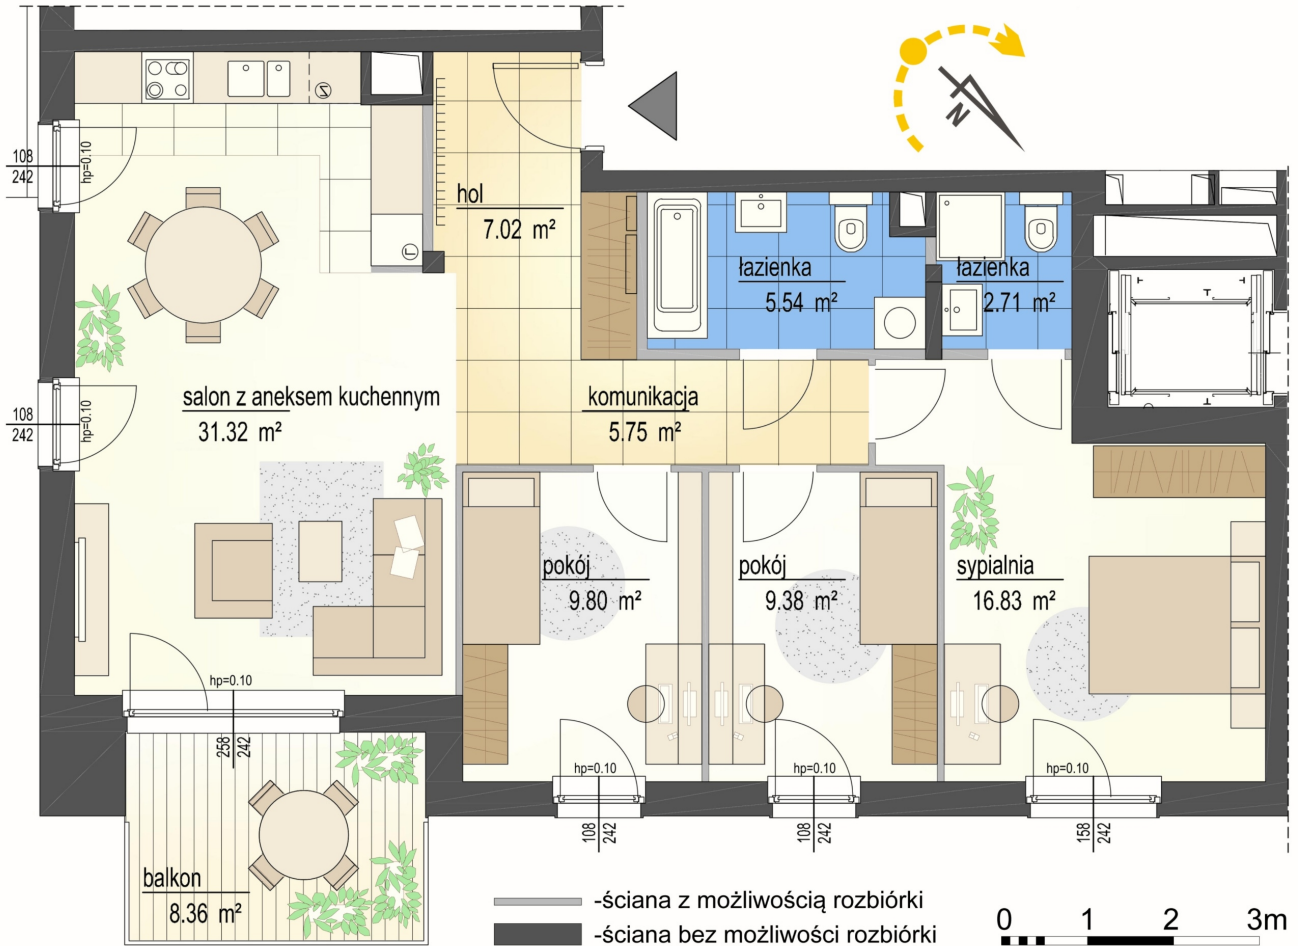 Z
108
242
hp=0.10
hol
7.02 m²
N
L
łazienka
5.54 m²
łazienka
2.71 m²
salon z aneksem kuchennym
31.32 m²
108
242
hp=0.10
komunikacja
5.75 m²
pokój
9.80 m²
pokój
9.38 m²
sypialnia
16.83 m²
hp=0.10
258
242
hp=0.10
108
242
hp=0.10
108
242
hp=0.10
158
242
balkon
8.36 m²
-ściana z możliwością rozbiórki
-ściana bez możliwości rozbiórki
0 1 2 3m